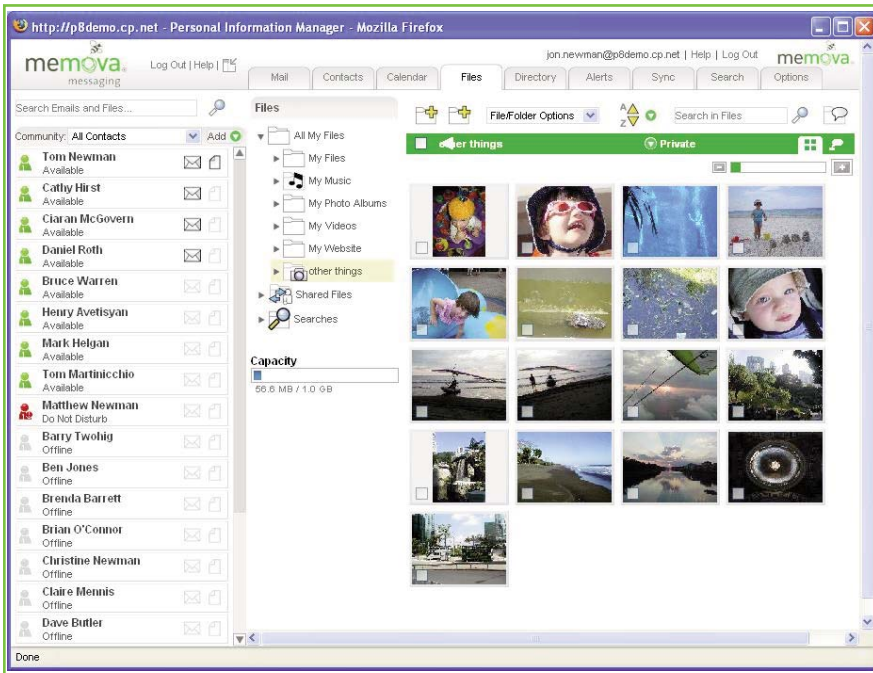 http://p8demo.cp.net - Personal Information Manager - Mozilla Firefox
memova.
messaging
Log Out | Help |
jon.newman@p8demo.cp.net | Help | Log Out
memova.
Mail
Contacts
Calendar
Files
Directory
Alerts
Sync
Search
Options
Search Emails and Files...
Community: All Contacts
Add
Tom Newman
Available
Cathy Hirst
Available
Ciaran McGovern
Available
Daniel Roth
Available
Bruce Warren
Available
Henry Avetisyan
Available
Mark Helgan
Available
Tom Martinicchio
Available
Matthew Newman
Do Not Disturb
Barry Twohig
Offline
Ben Jones
Offline
Brenda Barrett
Offline
Brian O'Connor
Offline
Christine Newman
Offline
Claire Mennis
Offline
Dave Butler
Offline
Files
All My Files
My Files
My Music
My Photo Albums
My Videos
My Website
other things
Shared Files
Searches
Capacity
56.6 MB / 1.0 GB
File/Folder Options
A
Z
Search in Files
er things
Private
Done